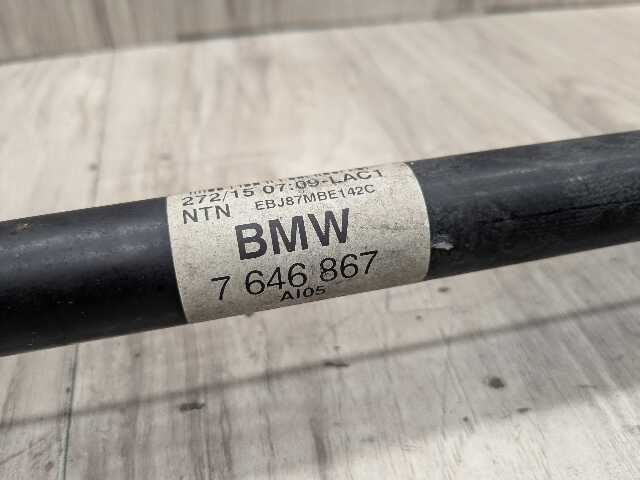 272/15 07:09-LAC1
NTN EBJ87MBE142C
BMW
7 646 867
AI05